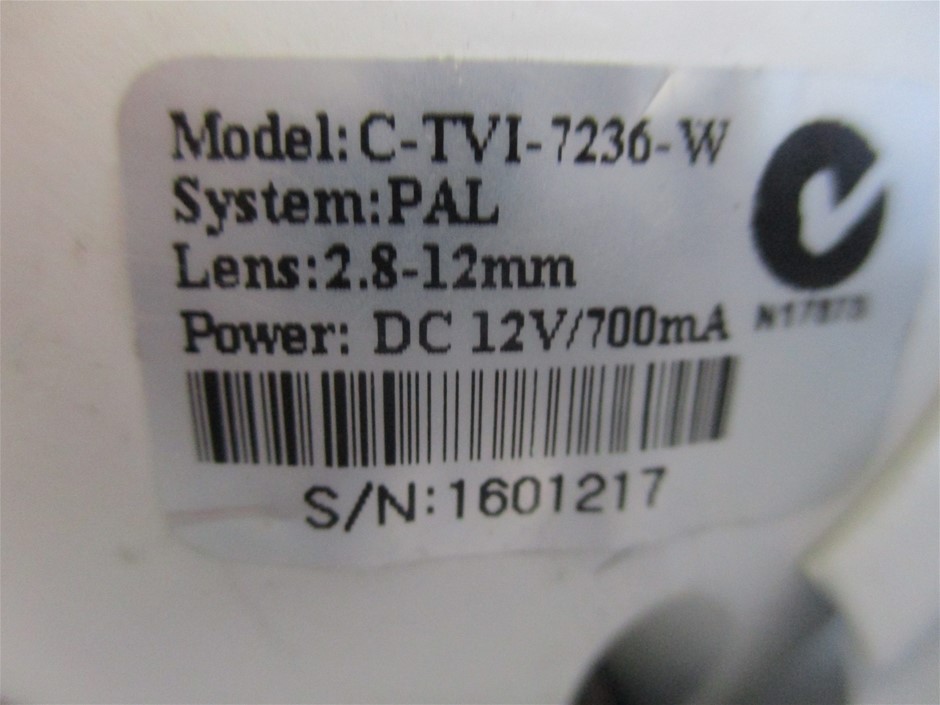 Model: C-TVI-7236-W
System:PAL
Lens:2.8-12mm
Power: DC 12V/700mA
S/N:1601217